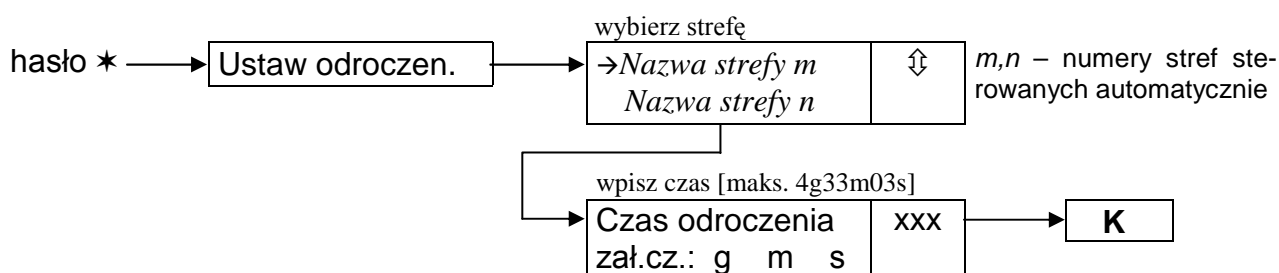 wybierz strefę
hasło ✶ Ustaw odroczen. →Nazwa strefy m ⇳ m,n – numery stref ste-
Nazwa strefy n rowanych automatycznie
wpisz czas [maks. 4g33m03s]
Czas odroczenia xxx K
zał.cz.: g m s